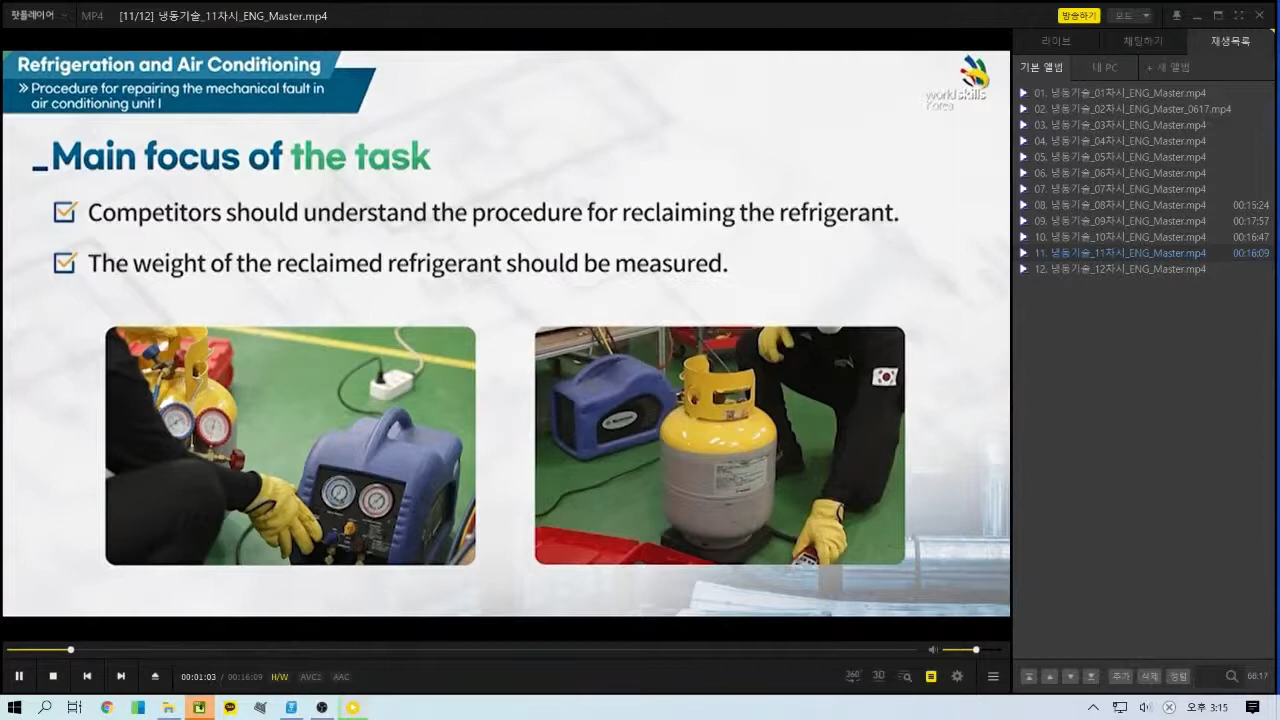 팟플레이어
MP4
[11/12] 냉동기술_11차시_ENG_Master.mp4
방송하기
모드
Refrigeration and Air Conditioning
Procedure for repairing the mechanical fault in
air conditioning unit I
worldskills
Korea
Main focus of the task
Competitors should understand the procedure for reclaiming the refrigerant.
The weight of the reclaimed refrigerant should be measured.
라이브
채팅하기
재생목록
기본 앨범
내 PC
+ 새 앨범
01. 냉동기술_01차시_ENG_Master.mp4
02. 냉동기술_02차시_ENG_Master_0617.mp4
03. 냉동기술_03차시_ENG_Master.mp4
04. 냉동기술_04차시_ENG_Master.mp4
05. 냉동기술_05차시_ENG_Master.mp4
06. 냉동기술_06차시_ENG_Master.mp4
07. 냉동기술_07차시_ENG_Master.mp4
08. 냉동기술_08차시_ENG_Master.mp4 00:15:24
09. 냉동기술_09차시_ENG_Master.mp4 00:17:57
10. 냉동기술_10차시_ENG_Master.mp4 00:16:47
11. 냉동기술_11차시_ENG_Master.mp4 00:16:09
12. 냉동기술_12차시_ENG_Master.mp4
00:01:03 / 00:16:09 H/W AVC1 AAC
360°
3D
추가
삭제
정렬
68:17
오후 3:15